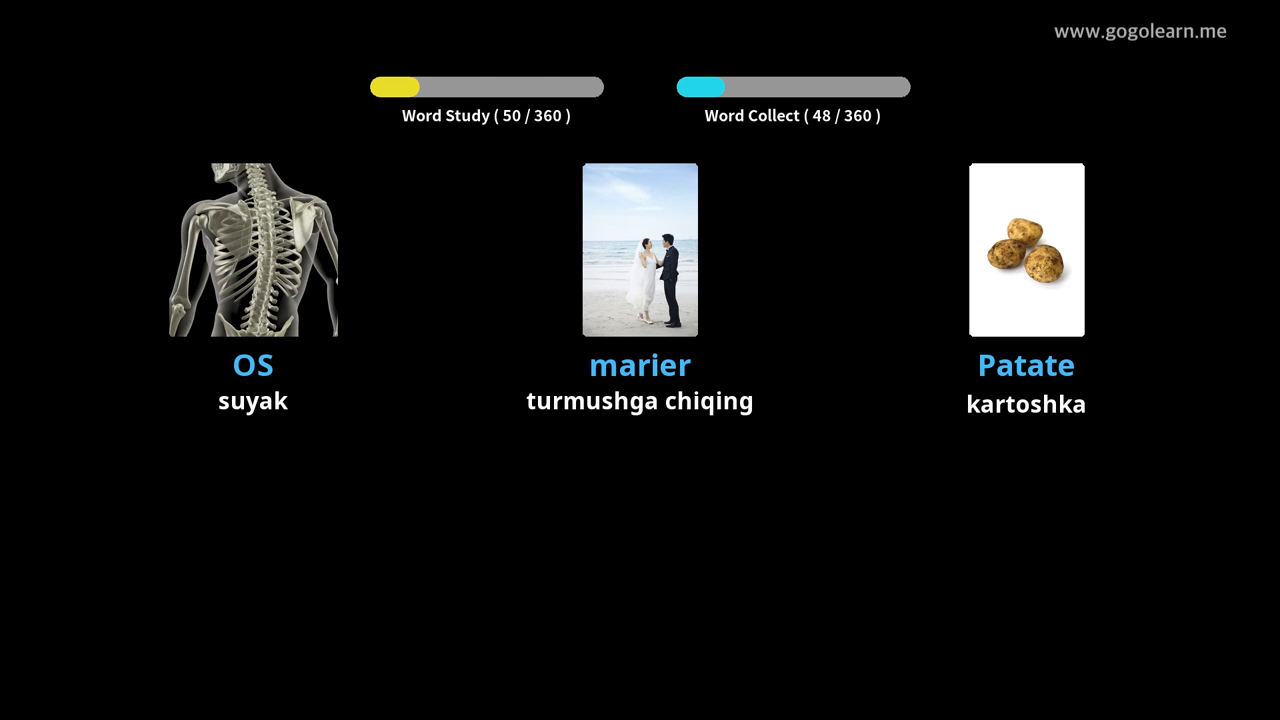 www.gogolearn.me
Word Study ( 50 / 360 )
Word Collect ( 48 / 360 )
OS
suyak
marier
turmushga chiqing
Patate
kartoshka